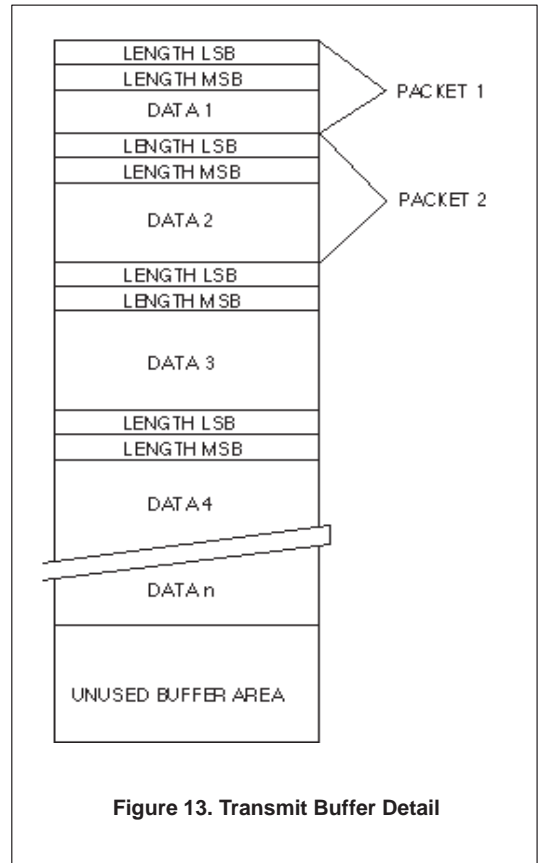 LENGTH LSB
LENGTH MSB
DATA 1
PACKET 1
LENGTH LSB
LENGTH MSB
DATA 2
PACKET 2
LENGTH LSB
LENGTH MSB
DATA 3
LENGTH LSB
LENGTH MSB
DATA 4
DATA n
UNUSED BUFFER AREA
Figure 13. Transmit Buffer Detail